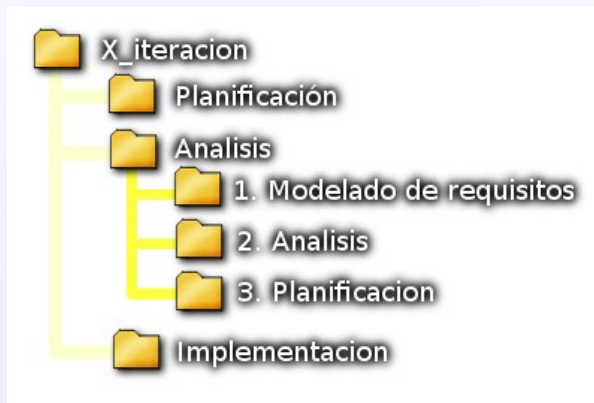 X_iteracion
Planificación
Analisis
1. Modelado de requisitos
2. Analisis
3. Planificacion
Implementacion